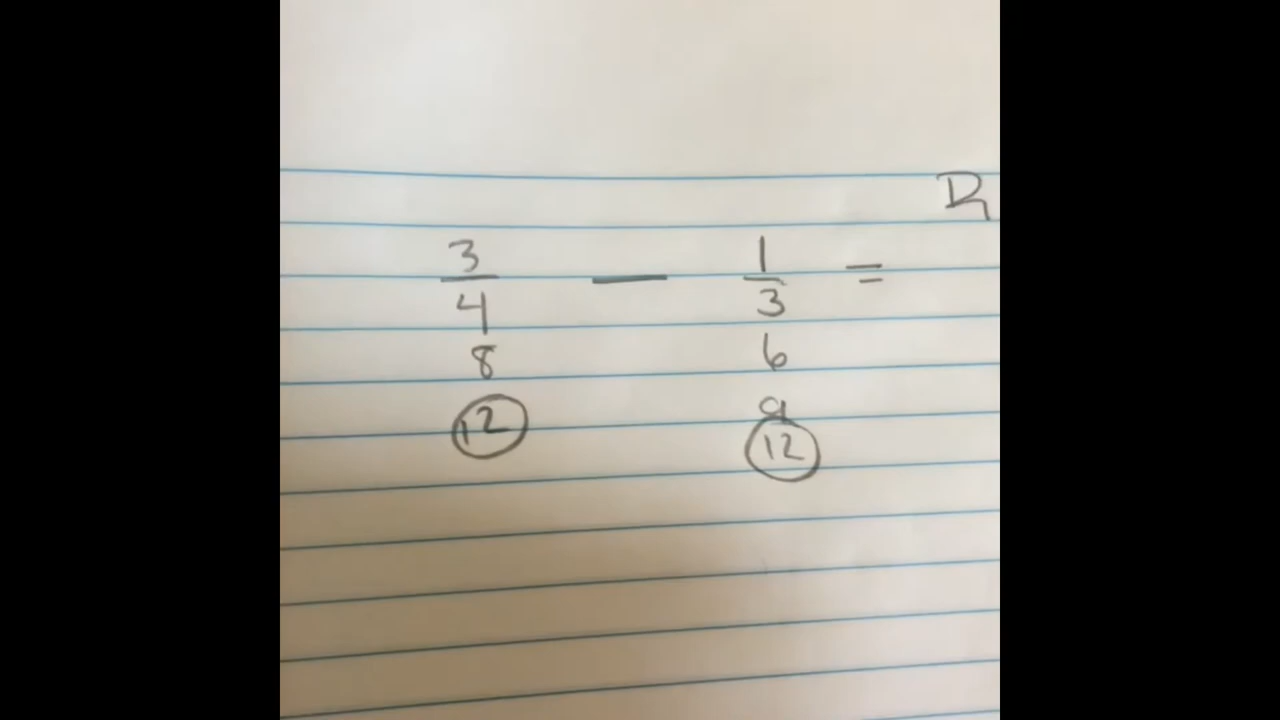 3/4 — 1/3 =
8 6
9
12 12